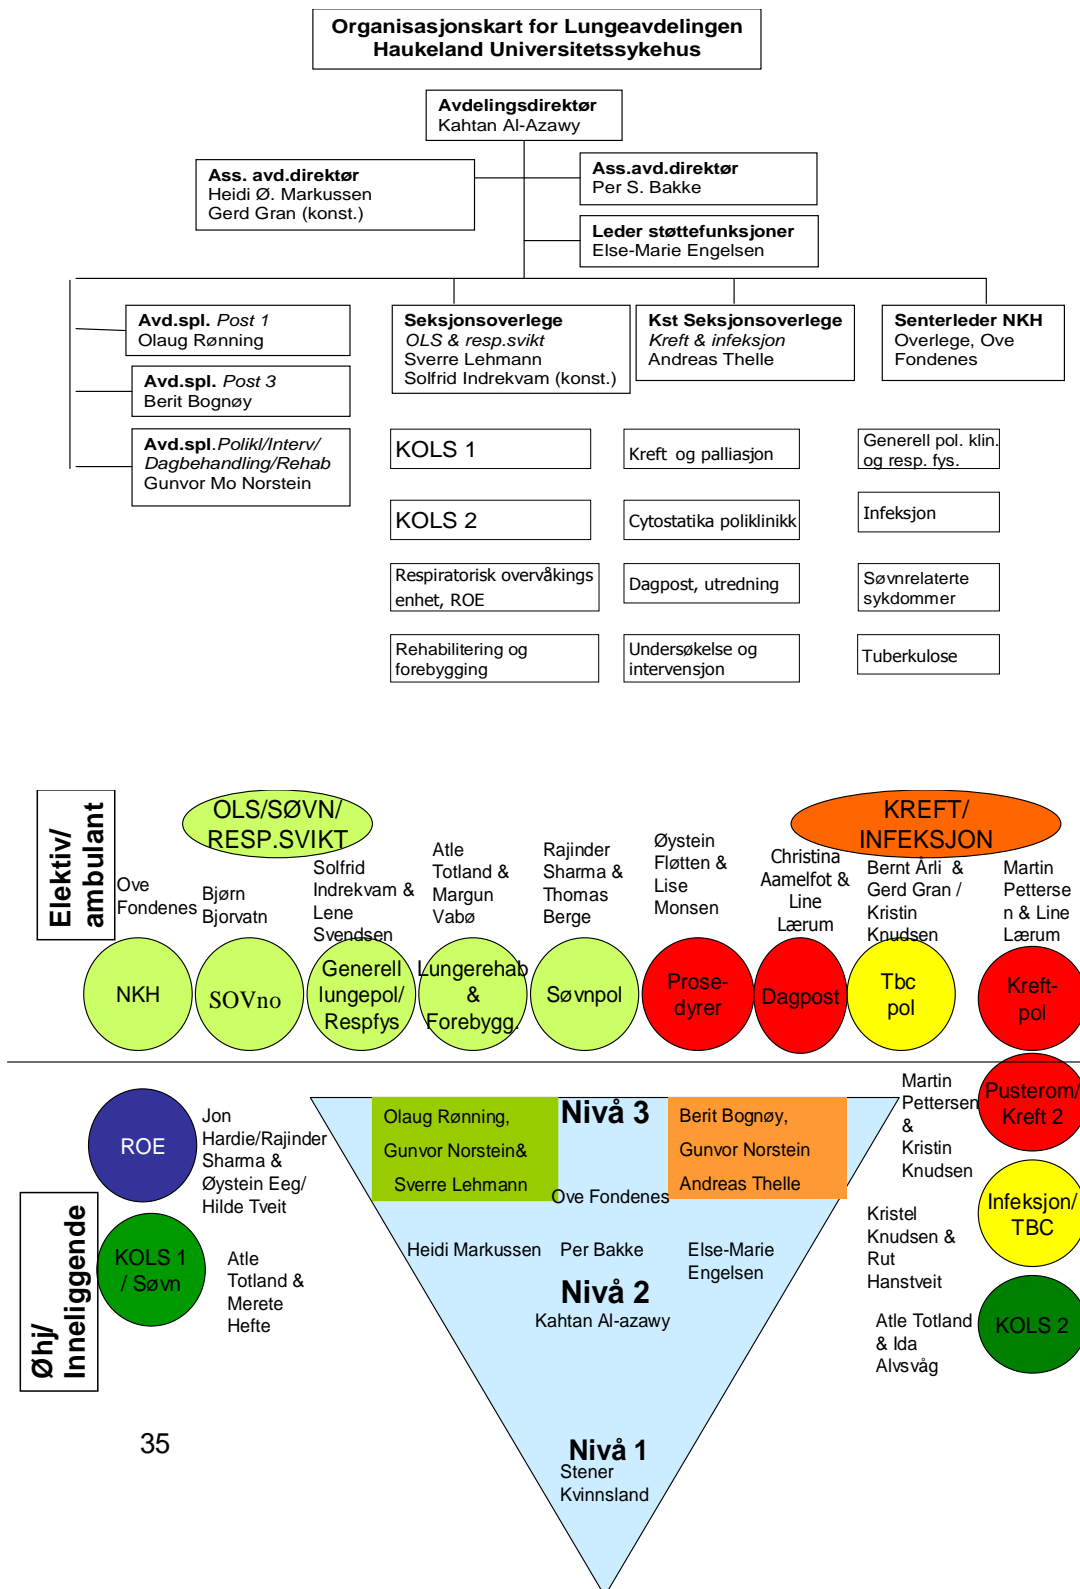 Organisasjonskart for Lungeavdelingen
Haukeland Universitetssykehus
Avdelingsdirektør
Kahtan Al-Azawy
Ass. avd.direktør
Heidi Ø. Markussen
Gerd Gran (konst.)
Ass.avd.direktør
Per S. Bakke
Leder støttefunksjoner
Else-Marie Engelsen
Avd.spl. Post 1
Olaug Rønning
Avd.spl. Post 3
Berit Bognøy
Avd.spl.Polikl/Interv/
Dagbehandling/Rehab
Gunvor Mo Norstein
Seksjonsoverlege
OLS & resp.svikt
Sverre Lehmann
Solfrid Indrekvam (konst.)
Kst Seksjonsoverlege
Kreft & infeksjon
Andreas Thelle
Senterleder NKH
Overlege, Ove
Fondenes
KOLS 1
KOLS 2
Respiratorisk overvåkings
enhet, ROE
Rehabilitering og
forebygging
Kreft og palliasjon
Cytostatika poliklinikk
Dagpost, utredning
Undersøkelse og
intervensjon
Generell pol. klin.
og resp. fys.
Infeksjon
Søvnrelaterte
sykdommer
Tuberkulose
Elektiv/
ambulant
OLS/SØVN/
RESP.SVIKT
KREFT/
INFEKSJON
Ove
Fondenes
Bjørn
Bjorvatn
Solfrid
Indrekvam &
Lene
Svendsen
Atle
Totland &
Margun
Vabø
Rajinder
Sharma &
Thomas
Berge
Øystein
Fløtten &
Lise
Monsen
Christina
Aamelfot &
Line
Lærum
Bernt Årli &
Gerd Gran /
Kristin
Knudsen
Martin
Petterse
n & Line
Lærum
NKH
SOVno
Generell
lungepol/
Respfys
Lungerehab
&
Forebygg.
Søvnpol
Prose-
dyrer
Dagpost
Tbc
pol
Kreft-
pol
Øhj/
Inneliggende
ROE
Jon
Hardie/Rajinder
Sharma &
Øystein Eeg/
Hilde Tveit
KOLS 1
/ Søvn
Atle
Totland &
Merete
Hefte
Olaug Rønning,
Gunvor Norstein&
Sverre Lehmann
Nivå 3
Ove Fondenes
Berit Bognøy,
Gunvor Norstein
Andreas Thelle
Heidi Markussen
Per Bakke
Else-Marie
Engelsen
Nivå 2
Kahtan Al-azawy
Nivå 1
Stener
Kvinnsland
Martin
Pettersen
&
Kristin
Knudsen
Pusterom/
Kreft 2
Kristel
Knudsen &
Rut
Hanstveit
Infeksjon/
TBC
Atle Totland
& Ida
Alvsvåg
KOLS 2
35